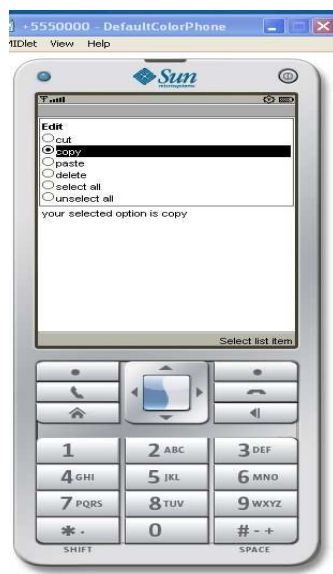 +5550000 - DefaultColorPhone
MIDlet View Help
Sun
microsystems
Edit
cut
copy
paste
delete
select all
unselect all
your selected option is copy
Select list item
1 2 ABC 3 DEF
4 GHI 5 JKL 6 MNO
7 PQRS 8 TUV 9 WXYZ
* . 0 # - +
SHIFT SPACE